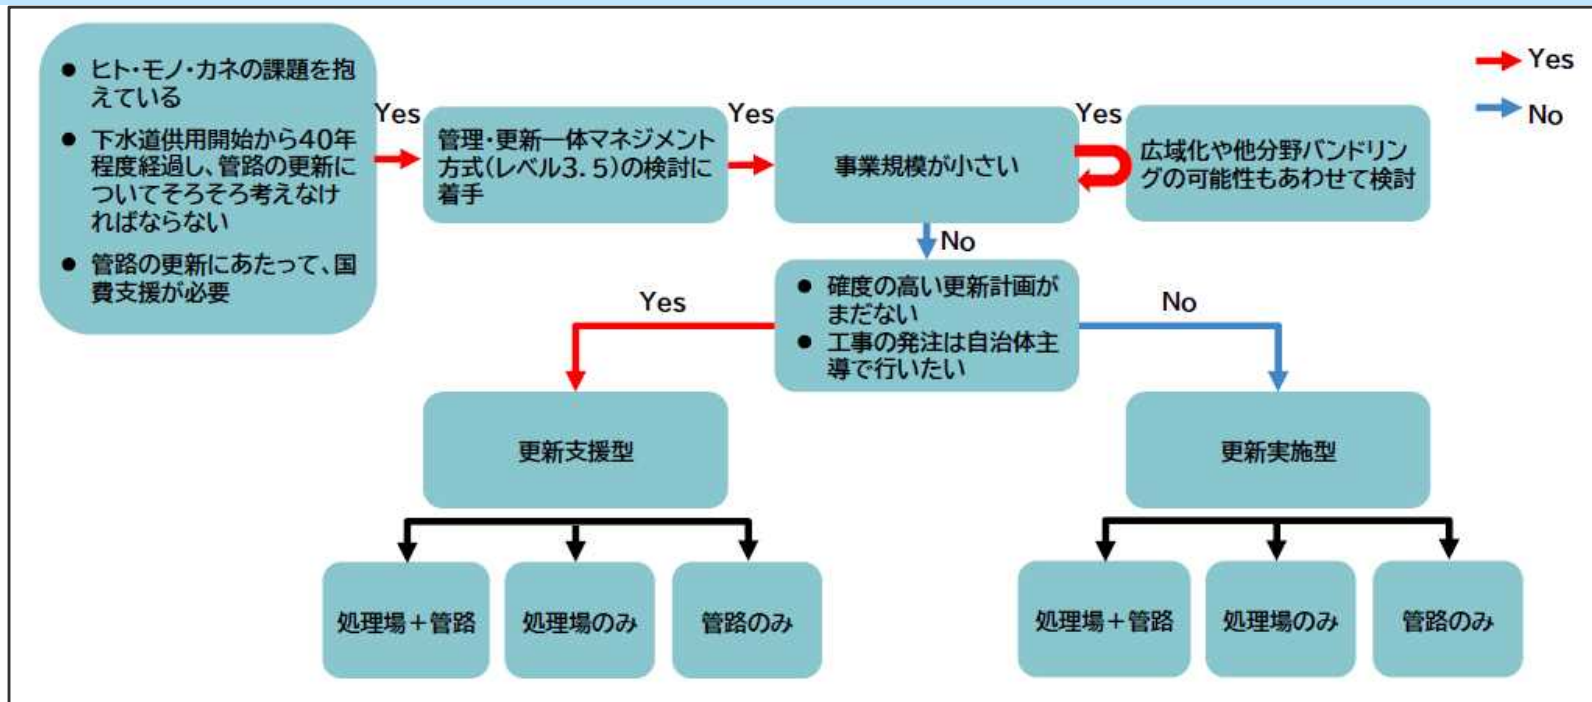 ● ヒト・モノ・カネの課題を抱
えている
● 下水道供用開始から40年
程度経過し、管路の更新に
ついてそろそろ考えなけ
ればならない
● 管路の更新にあたって、国
費支援が必要
Yes
管理・更新一体マネジメント
方式(レベル3.5)の検討に
着手
Yes
事業規模が小さい
Yes
広域化や他分野バンドリン
グの可能性もあわせて検討
Yes
No
No
● 確度の高い更新計画が
まだない
● 工事の発注は自治体主
導で行いたい
Yes
No
更新支援型
更新実施型
処理場+管路
処理場のみ
管路のみ
処理場+管路
処理場のみ
管路のみ